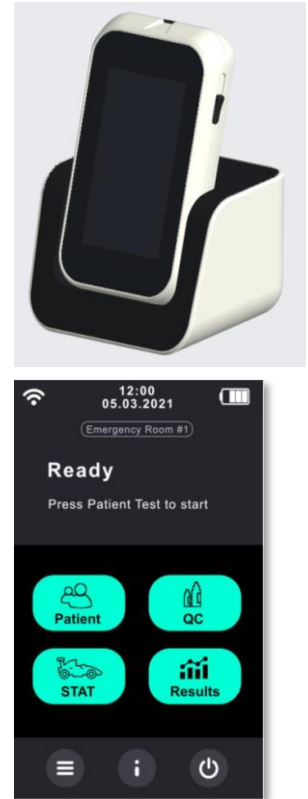 12:00
05.03.2021
Emergency Room #1
Ready
Press Patient Test to start
Patient
QC
STAT
Results
i